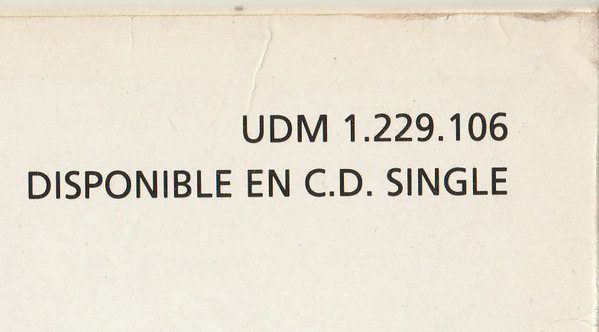 UDM 1.229.106
DISPONIBLE EN C.D. SINGLE